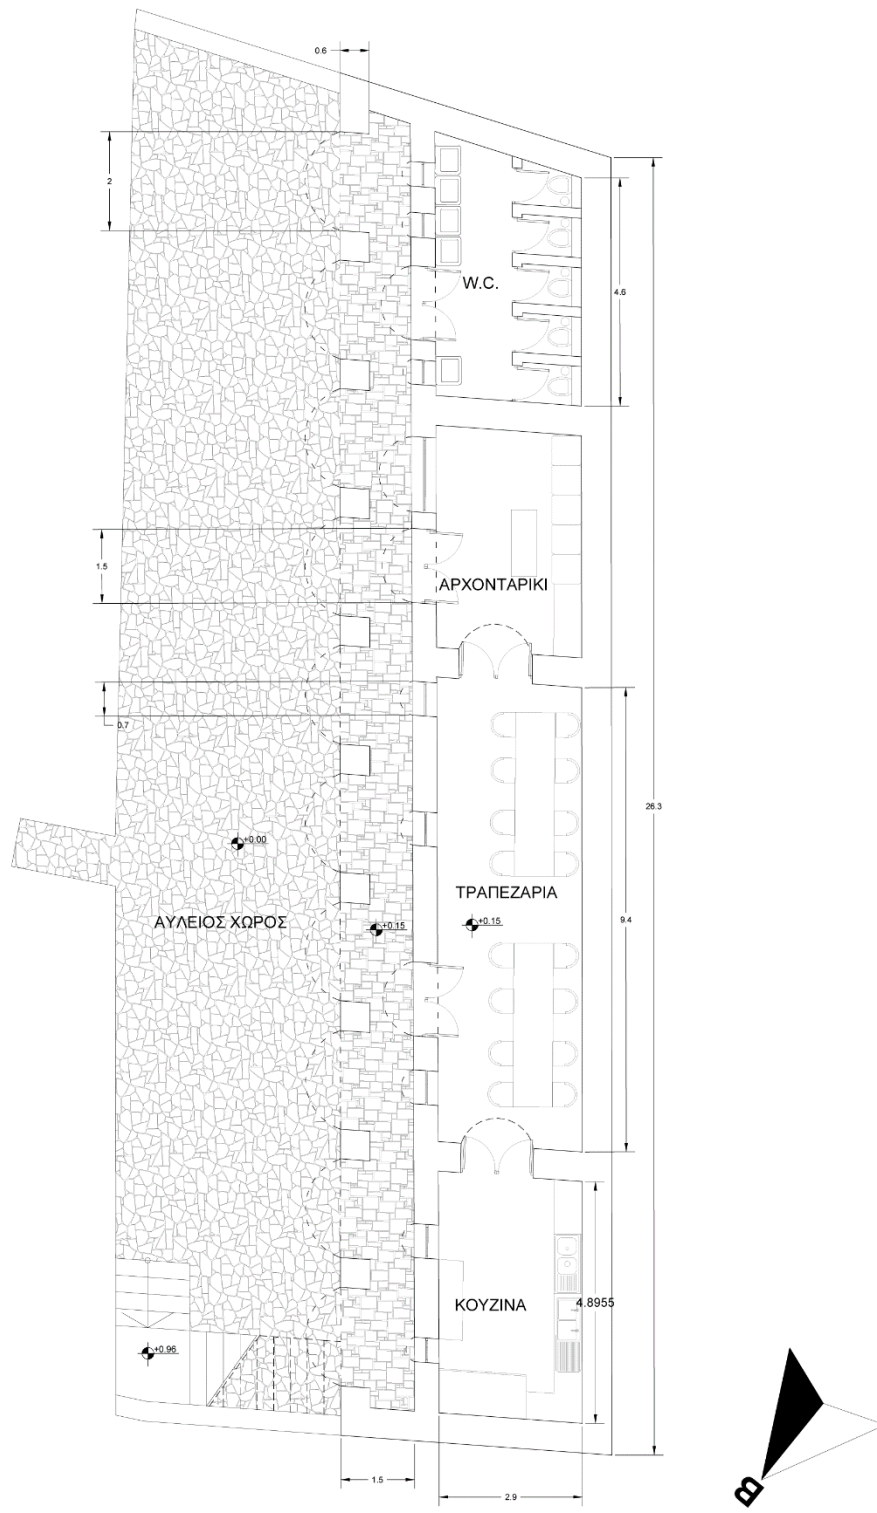 0.6
2
W.C.
4.6
1.5
ΑΡΧΟΝΤΑΡΙΚΙ
0.7
26.3
+0.00
ΤΡΑΠΕΖΑΡΙΑ
ΑΥΛΕΙΟΣ ΧΩΡΟΣ
+0.15
+0.15
9.4
ΚΟΥΖΙΝΑ
4.8955
+0.96
1.5
2.9
Β